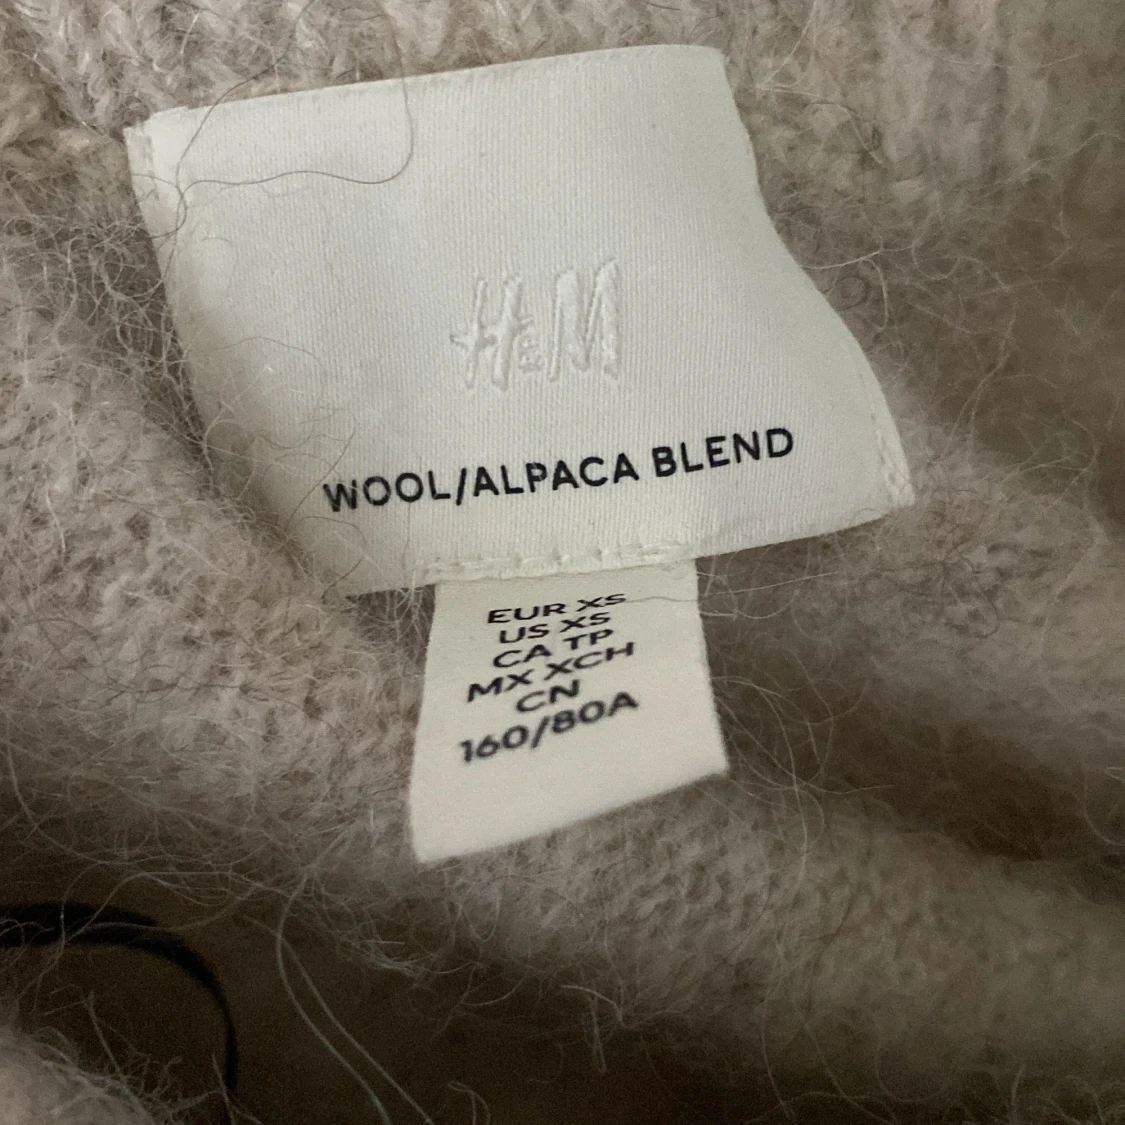 H&M
WOOL/ALPACA BLEND
EUR XS
US XS
CA TP
MX XCH
CN
160/80A